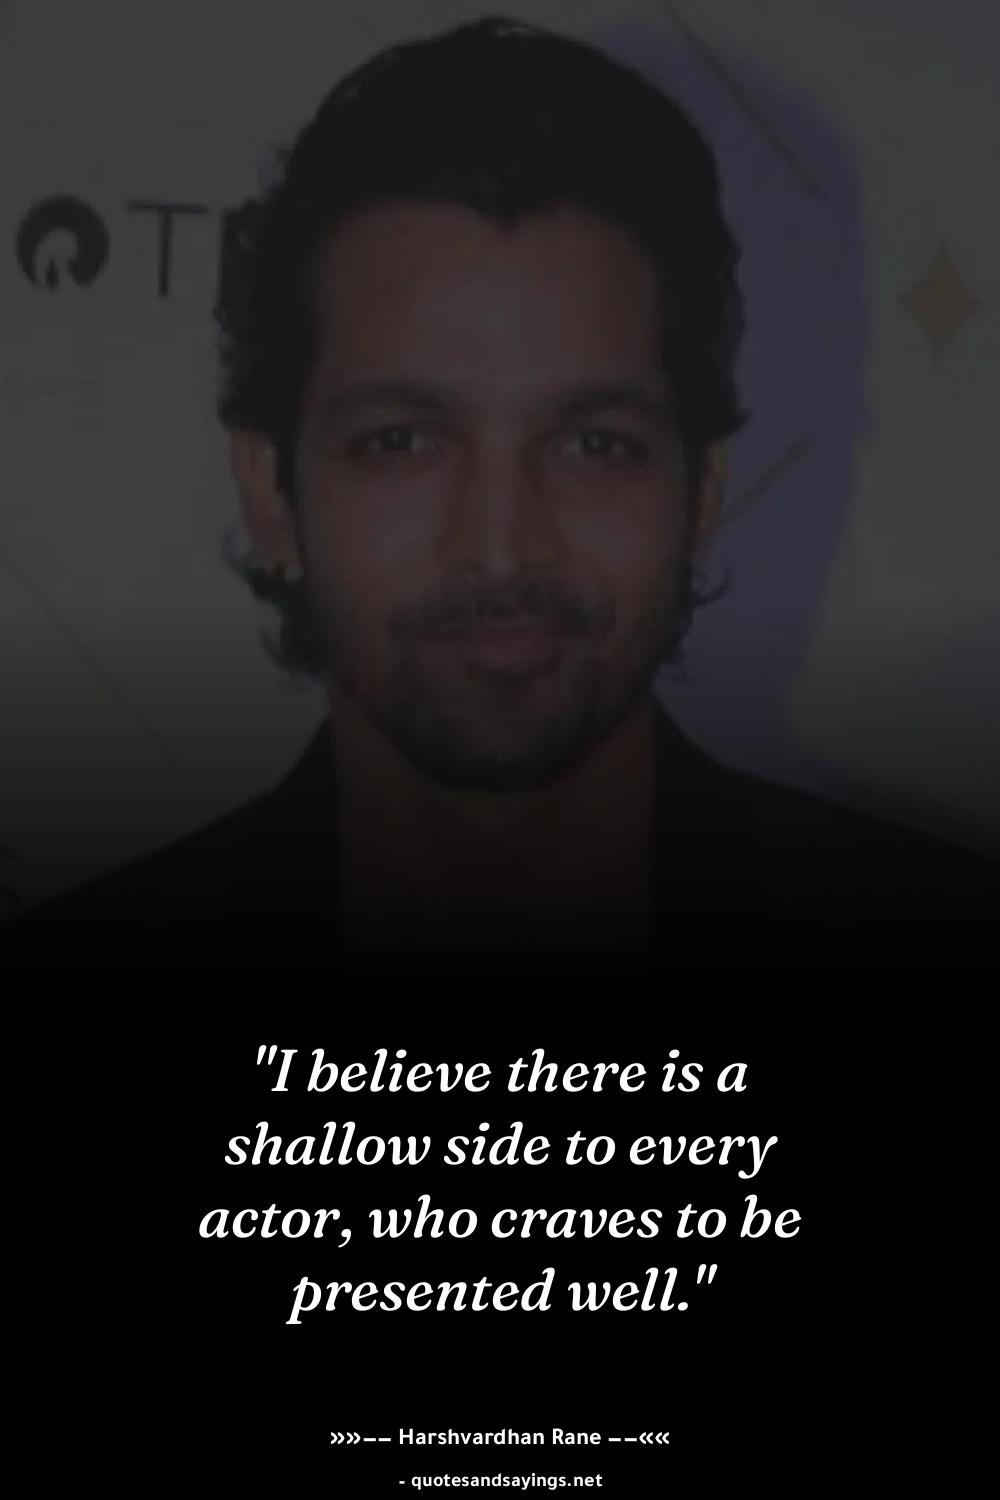 T
"I believe there is a
shallow side to every
actor, who craves to be
presented well."
»»−− Harshvardhan Rane −−««
- quotesandsayings.net